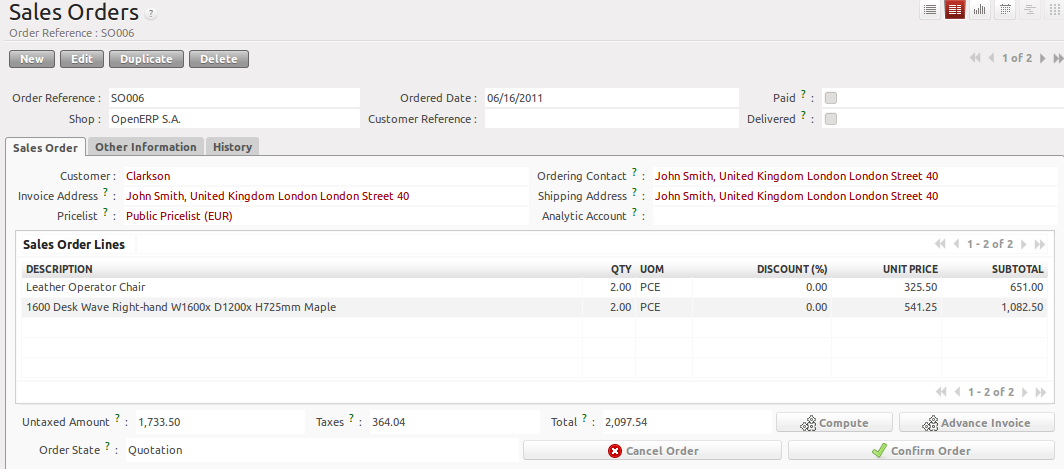 Sales Orders ?
Order Reference : SO006
New Edit Duplicate Delete 1 of 2
Order Reference : SO006 Ordered Date : 06/16/2011 Paid ? :
Shop : OpenERP S.A. Customer Reference : Delivered ? :
Sales Order Other Information History
Customer : Clarkson Ordering Contact ? : John Smith, United Kingdom London London Street 40
Invoice Address ? : John Smith, United Kingdom London London Street 40 Shipping Address ? : John Smith, United Kingdom London London Street 40
Pricelist ? : Public Pricelist (EUR) Analytic Account ? :
Sales Order Lines 1 - 2 of 2
DESCRIPTION QTY UOM DISCOUNT (%) UNIT PRICE SUBTOTAL
Leather Operator Chair 2.00 PCE 0.00 325.50 651.00
1600 Desk Wave Right-hand W1600x D1200x H725mm Maple 2.00 PCE 0.00 541.25 1,082.50
1 - 2 of 2
Untaxed Amount ? : 1,733.50 Taxes ? : 364.04 Total ? : 2,097.54 Compute Advance Invoice
Order State ? : Quotation Cancel Order Confirm Order